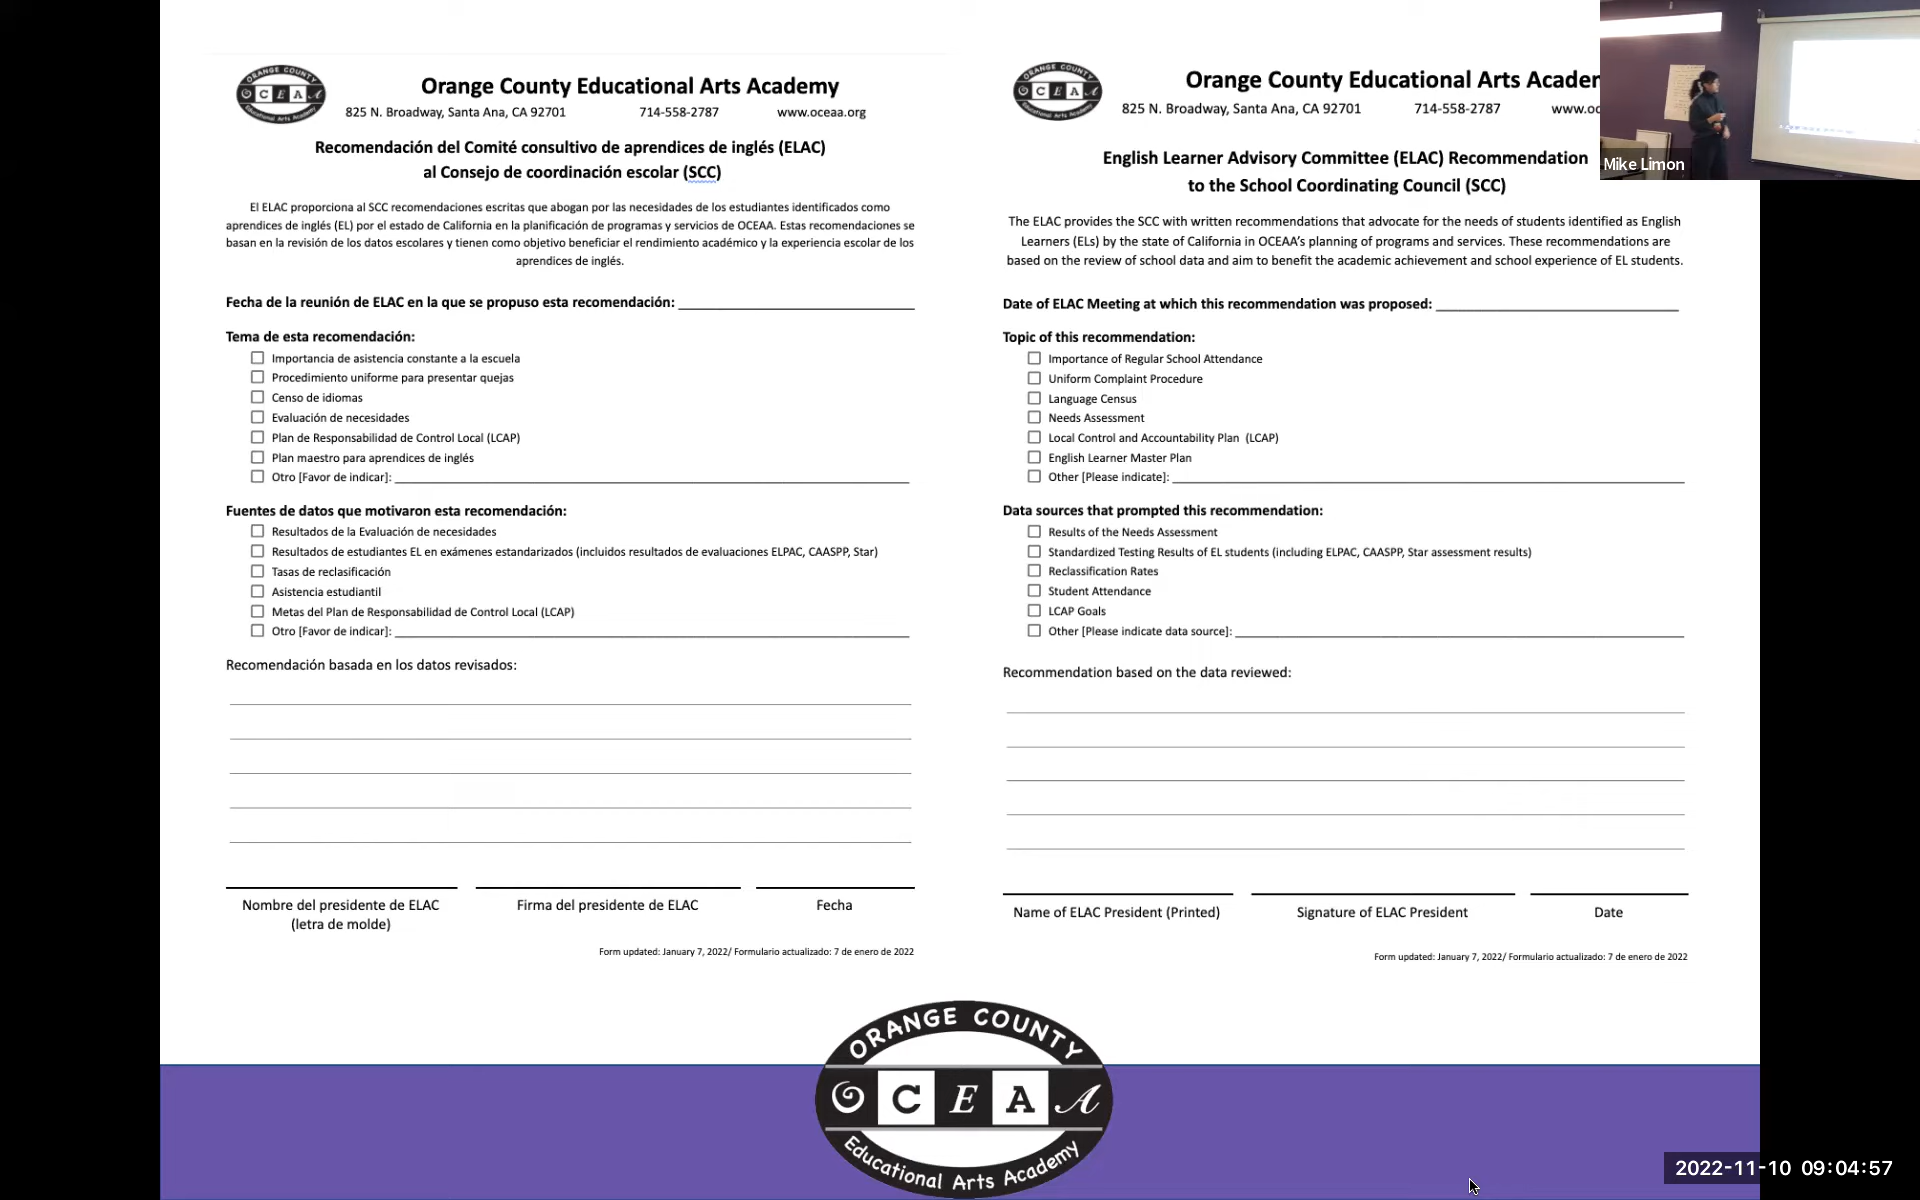 ORANGE COUNTY
O C E A A
Educational Arts Academy
Orange County Educational Arts Academy
825 N. Broadway, Santa Ana, CA 92701 714-558-2787 www.oceaa.org
Recomendación del Comité consultivo de aprendices de inglés (ELAC)
al Consejo de coordinación escolar (SCC)
El ELAC proporciona al SCC recomendaciones escritas que abogan por las necesidades de los estudiantes identificados como
aprendices de inglés (EL) por el estado de California en la planificación de programas y servicios de OCEAA. Estas recomendaciones se
basan en la revisión de los datos escolares y tienen como objetivo beneficiar el rendimiento académico y la experiencia escolar de los
aprendices de inglés.
Fecha de la reunión de ELAC en la que se propuso esta recomendación:
Tema de esta recomendación:
Importancia de asistencia constante a la escuela
Procedimiento uniforme para presentar quejas
Censo de idiomas
Evaluación de necesidades
Plan de Responsabilidad de Control Local (LCAP)
Plan maestro para aprendices de inglés
Otro [Favor de indicar]:
Fuentes de datos que motivaron esta recomendación:
Resultados de la Evaluación de necesidades
Resultados de estudiantes EL en exámenes estandarizados (incluidos resultados de evaluaciones ELPAC, CAASPP, Star)
Tasas de reclasificación
Asistencia estudiantil
Metas del Plan de Responsabilidad de Control Local (LCAP)
Otro [Favor de indicar]:
Recomendación basada en los datos revisados:
Nombre del presidente de ELAC
(letra de molde)
Firma del presidente de ELAC
Fecha
Form updated: January 7, 2022/ Formulario actualizado: 7 de enero de 2022
ORANGE COUNTY
O C E A A
Educational Arts Academy
Orange County Educational Arts Acader
825 N. Broadway, Santa Ana, CA 92701 714-558-2787 www.oc
English Learner Advisory Committee (ELAC) Recommendation
to the School Coordinating Council (SCC)
The ELAC provides the SCC with written recommendations that advocate for the needs of students identified as English
Learners (ELs) by the state of California in OCEAA's planning of programs and services. These recommendations are
based on the review of school data and aim to benefit the academic achievement and school experience of EL students.
Date of ELAC Meeting at which this recommendation was proposed:
Topic of this recommendation:
Importance of Regular School Attendance
Uniform Complaint Procedure
Language Census
Needs Assessment
Local Control and Accountability Plan (LCAP)
English Learner Master Plan
Other [Please indicate]:
Data sources that prompted this recommendation:
Results of the Needs Assessment
Standardized Testing Results of EL students (including ELPAC, CAASPP, Star assessment results)
Reclassification Rates
Student Attendance
LCAP Goals
Other [Please indicate data source]:
Recommendation based on the data reviewed:
Name of ELAC President (Printed)
Signature of ELAC President
Date
Form updated: January 7, 2022/ Formulario actualizado: 7 de enero de 2022
Mike Limon
ORANGE COUNTY
O C E A A
Educational Arts Academy
2022-11-10 09:04:57